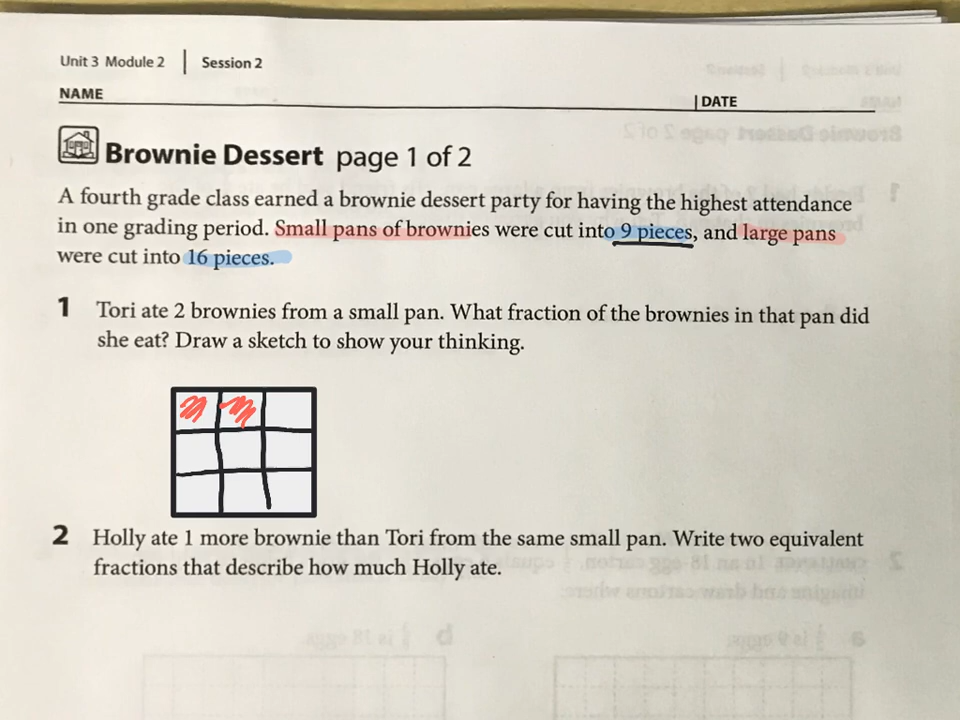 Unit 3 Module 2 | Session 2
NAME | DATE
Brownie Dessert page 1 of 2
A fourth grade class earned a brownie dessert party for having the highest attendance
in one grading period. Small pans of brownies were cut into 9 pieces, and large pans
were cut into 16 pieces.
1 Tori ate 2 brownies from a small pan. What fraction of the brownies in that pan did
she eat? Draw a sketch to show your thinking.
2 Holly ate 1 more brownie than Tori from the same small pan. Write two equivalent
fractions that describe how much Holly ate.